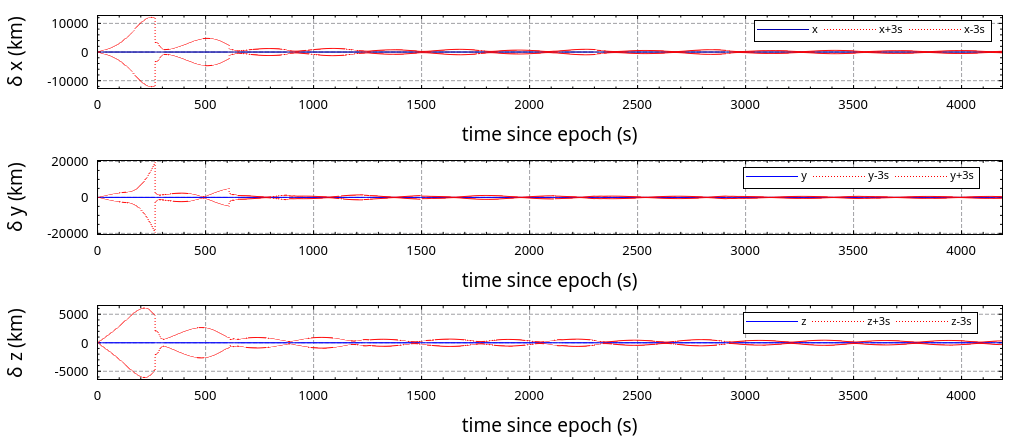 δ x (km)
10000
0
-10000
x x+3s x-3s
0 500 1000 1500 2000 2500 3000 3500 4000
time since epoch (s)
δ y (km)
20000
0
-20000
y y-3s y+3s
0 500 1000 1500 2000 2500 3000 3500 4000
time since epoch (s)
δ z (km)
5000
0
-5000
z z+3s z-3s
0 500 1000 1500 2000 2500 3000 3500 4000
time since epoch (s)